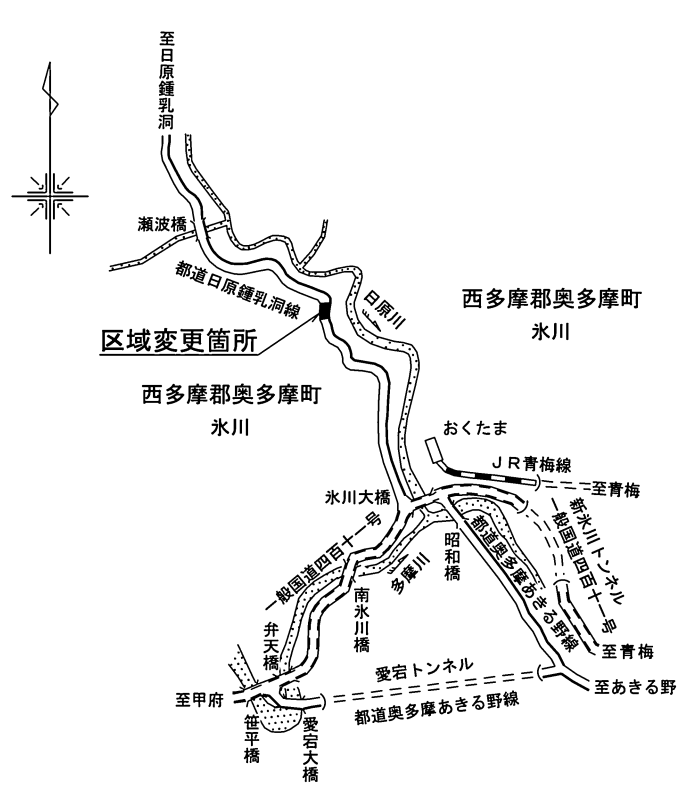 至日原鍾乳洞
瀬波橋
都道日原鍾乳洞線
日原川
西多摩郡奥多摩町
氷川
区域変更箇所
西多摩郡奥多摩町
氷川
おくたま
JR青梅線
至青梅
氷川大橋
新氷川トンネル
一般国道四百十一号
一般国道四百十一号
昭和橋
都道奥多摩あきる野線
多摩川
南氷川橋
弁天橋
至青梅
愛宕トンネル
至あきる野
至甲府
都道奥多摩あきる野線
笹平橋
愛宕大橋